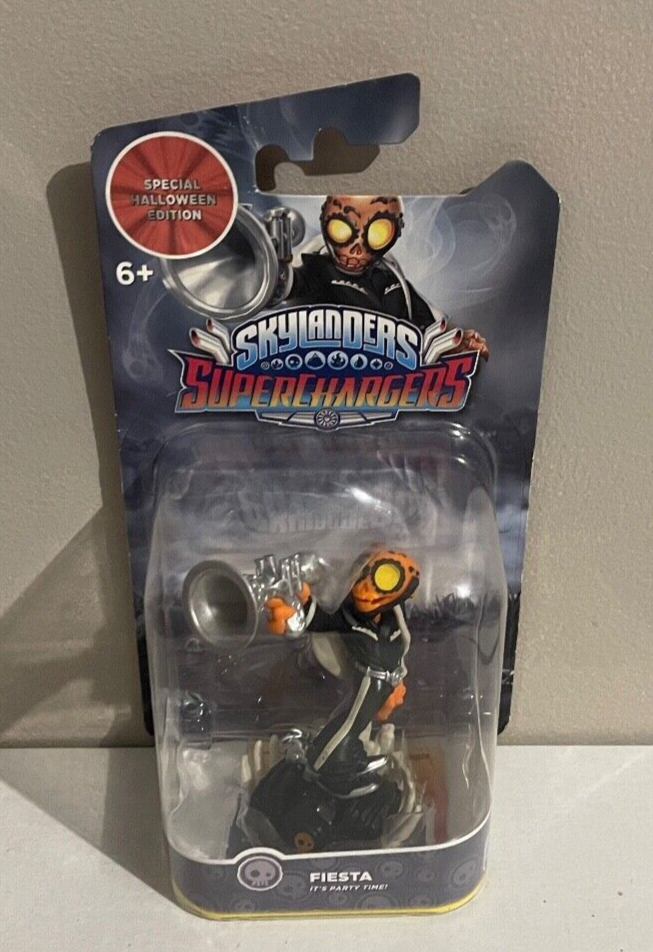 SPECIAL
HALLOWEEN
EDITION
6+
SKYLANDERS
SUPERCHARGERS
FIESTA
IT'S PARTY TIME!